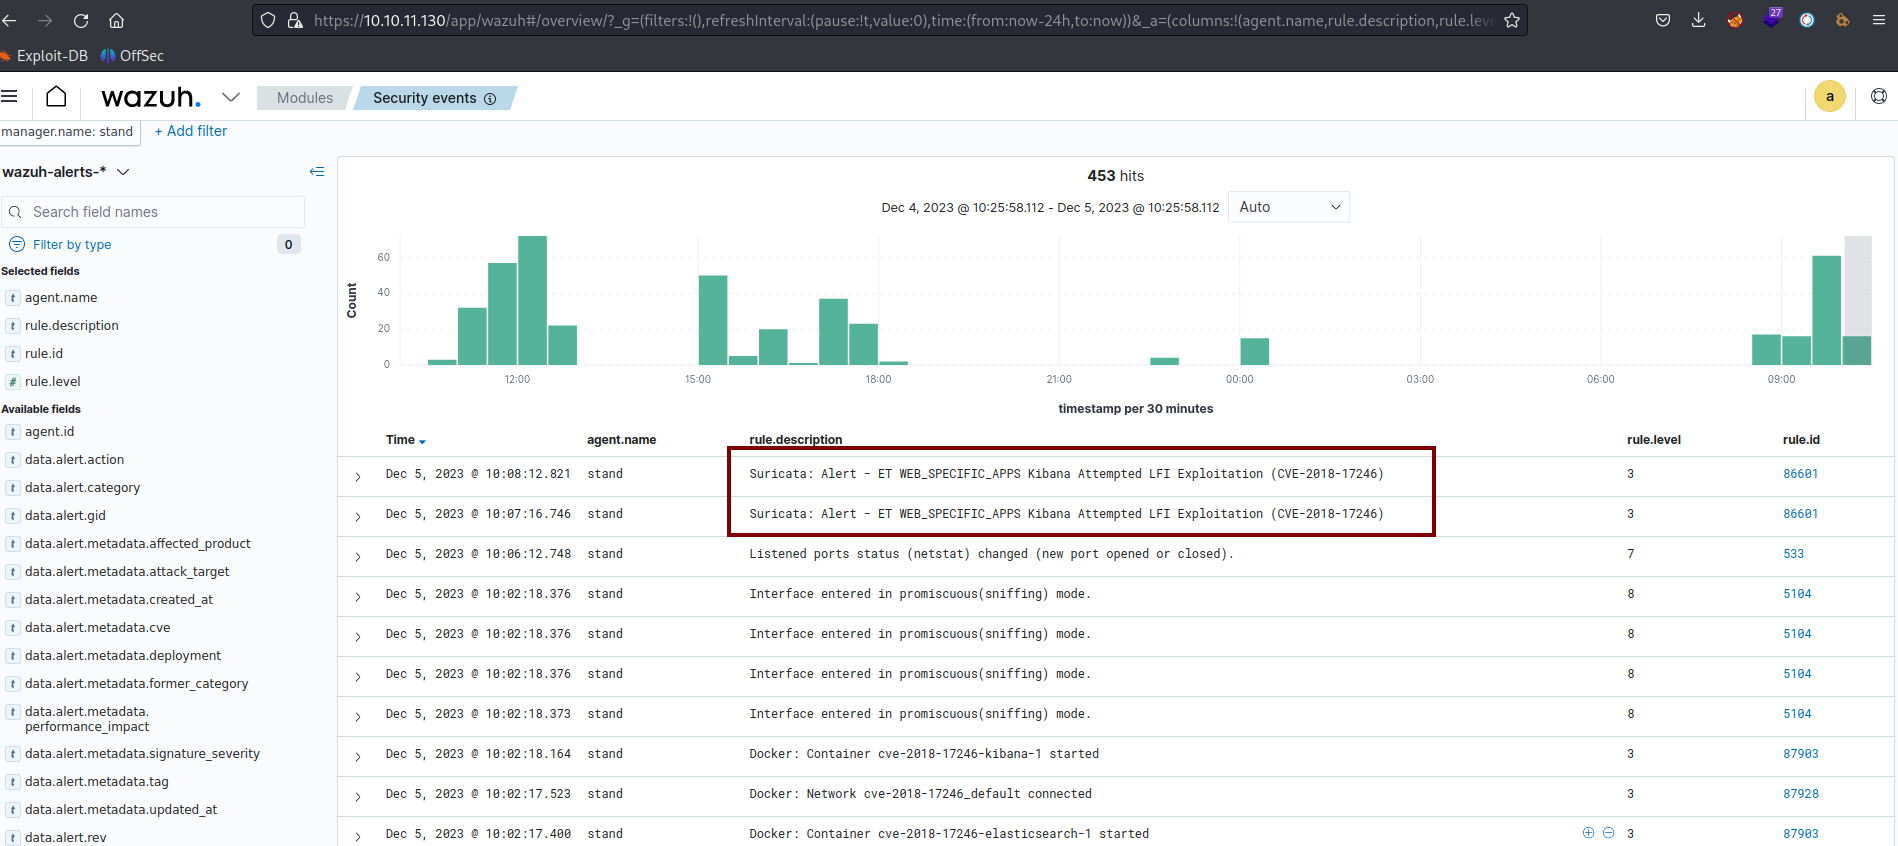 https://10.10.11.130/app/wazuh#/overview/?_g=(filters:!(),refreshInterval:(pause:!t,value:0),time:(from:now-24h,to:now))&_a=(columns:!(agent.name,rule.description,rule.leve
27
Exploit-DB OffSec
wazuh. Modules Security events a
manager.name: stand + Add filter
wazuh-alerts-*
Search field names
Filter by type 0
Selected fields
t agent.name
t rule.description
t rule.id
# rule.level
Available fields
t agent.id
t data.alert.action
t data.alert.category
t data.alert.gid
t data.alert.metadata.affected_product
t data.alert.metadata.attack_target
t data.alert.metadata.created_at
t data.alert.metadata.cve
t data.alert.metadata.deployment
t data.alert.metadata.former_category
t data.alert.metadata.
performance_impact
t data.alert.metadata.signature_severity
t data.alert.metadata.tag
t data.alert.metadata.updated_at
t data.alert.rev
453 hits
Dec 4, 2023 @ 10:25:58.112 - Dec 5, 2023 @ 10:25:58.112 Auto
Count
60
40
20
0
12:00 15:00 18:00 21:00 00:00 03:00 06:00 09:00
timestamp per 30 minutes
Time agent.name rule.description rule.level rule.id
Dec 5, 2023 @ 10:08:12.821 stand Suricata: Alert - ET WEB_SPECIFIC_APPS Kibana Attempted LFI Exploitation (CVE-2018-17246) 3 86601
Dec 5, 2023 @ 10:07:16.746 stand Suricata: Alert - ET WEB_SPECIFIC_APPS Kibana Attempted LFI Exploitation (CVE-2018-17246) 3 86601
Dec 5, 2023 @ 10:06:12.748 stand Listened ports status (netstat) changed (new port opened or closed). 7 533
Dec 5, 2023 @ 10:02:18.376 stand Interface entered in promiscuous(sniffing) mode. 8 5104
Dec 5, 2023 @ 10:02:18.376 stand Interface entered in promiscuous(sniffing) mode. 8 5104
Dec 5, 2023 @ 10:02:18.376 stand Interface entered in promiscuous(sniffing) mode. 8 5104
Dec 5, 2023 @ 10:02:18.373 stand Interface entered in promiscuous(sniffing) mode. 8 5104
Dec 5, 2023 @ 10:02:18.164 stand Docker: Container cve-2018-17246-kibana-1 started 3 87903
Dec 5, 2023 @ 10:02:17.523 stand Docker: Network cve-2018-17246_default connected 3 87928
Dec 5, 2023 @ 10:02:17.400 stand Docker: Container cve-2018-17246-elasticsearch-1 started 3 87903